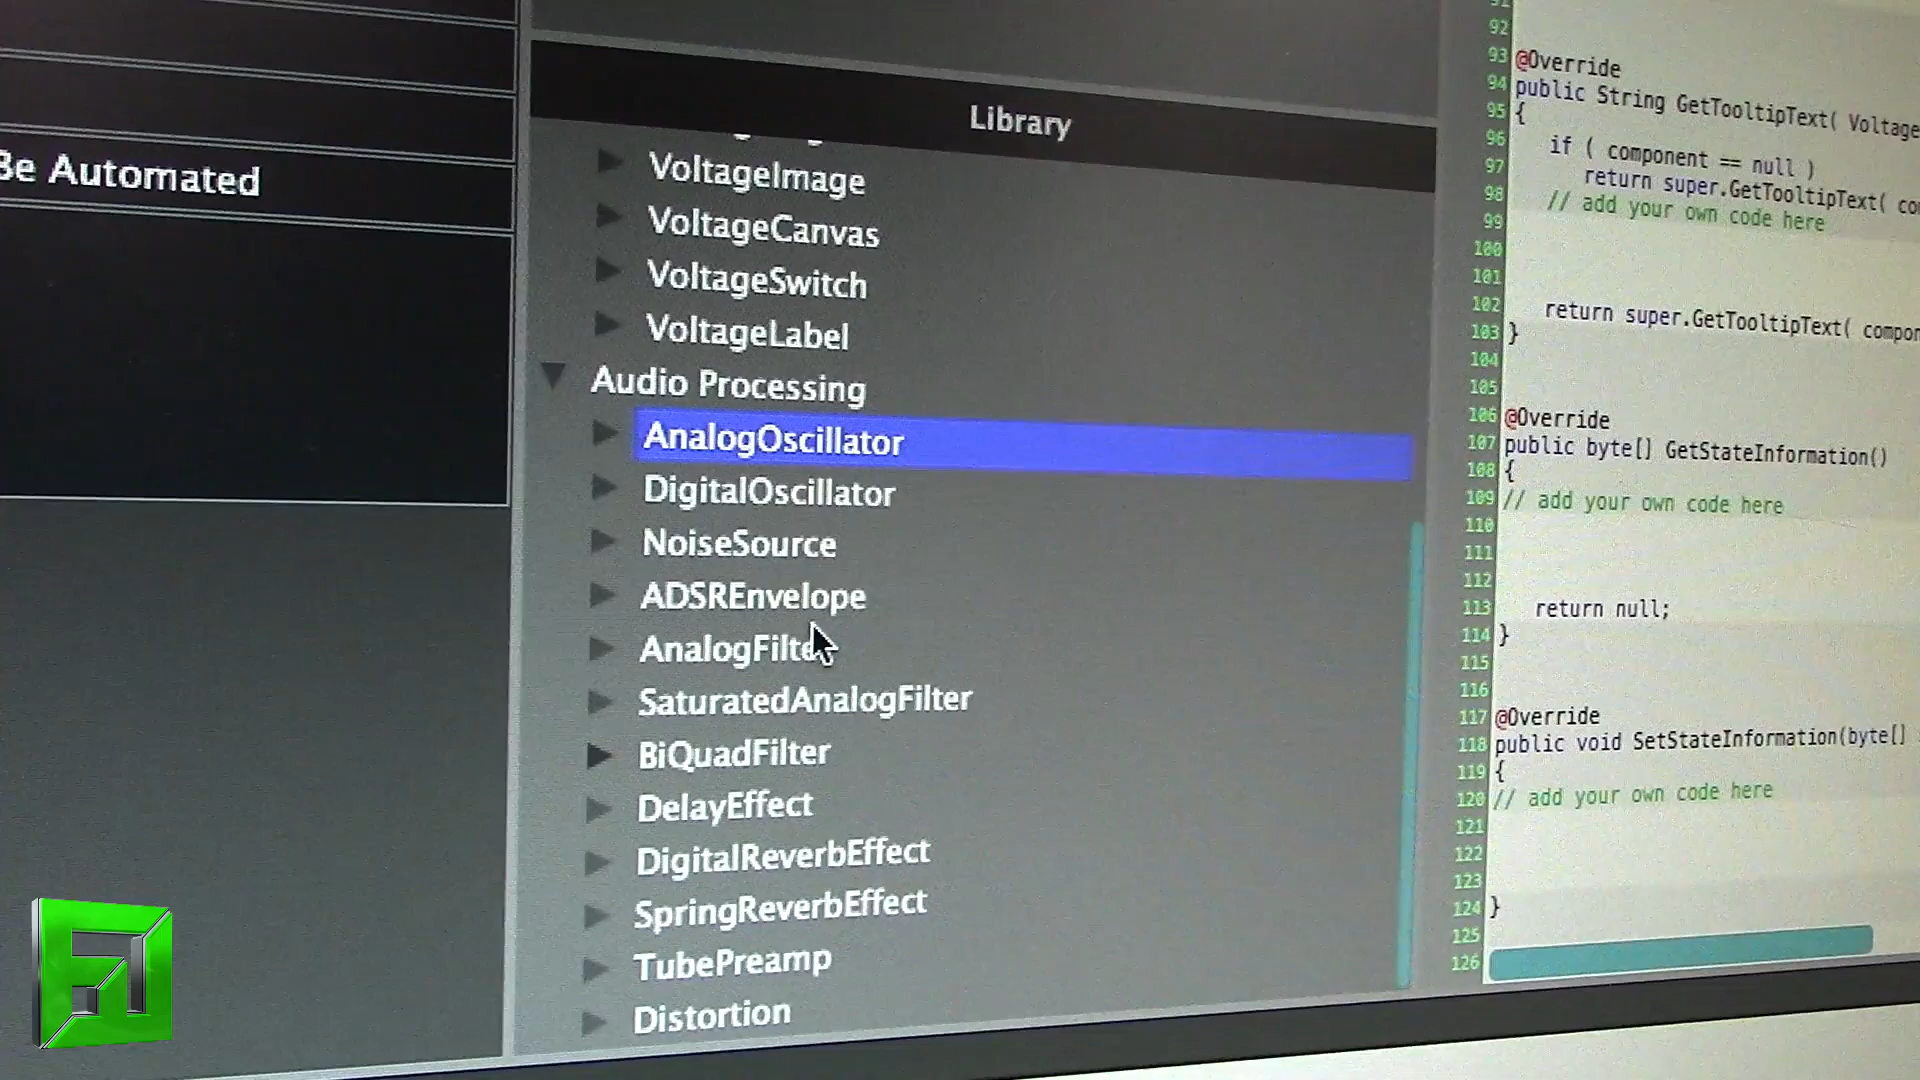 Be Automated
Library
VoltageImage
VoltageCanvas
VoltageSwitch
VoltageLabel
Audio Processing
AnalogOscillator
DigitalOscillator
NoiseSource
ADSREnvelope
AnalogFilter
SaturatedAnalogFilter
BiQuadFilter
DelayEffect
DigitalReverbEffect
SpringReverbEffect
TubePreamp
Distortion
91
92
93 @Override
94 public String GetTooltipText( Voltage
95 {
96
97 if ( component == null )
98 return super.GetTooltipText( co
99 // add your own code here
100
101
102 return super.GetTooltipText( compon
103 }
104
105
106 @Override
107 public byte[] GetStateInformation()
108 {
109 // add your own code here
110
111
112
113 return null;
114 }
115
116
117 @Override
118 public void SetStateInformation(byte[]
119 {
120 // add your own code here
121
122
123
124 }
125
126